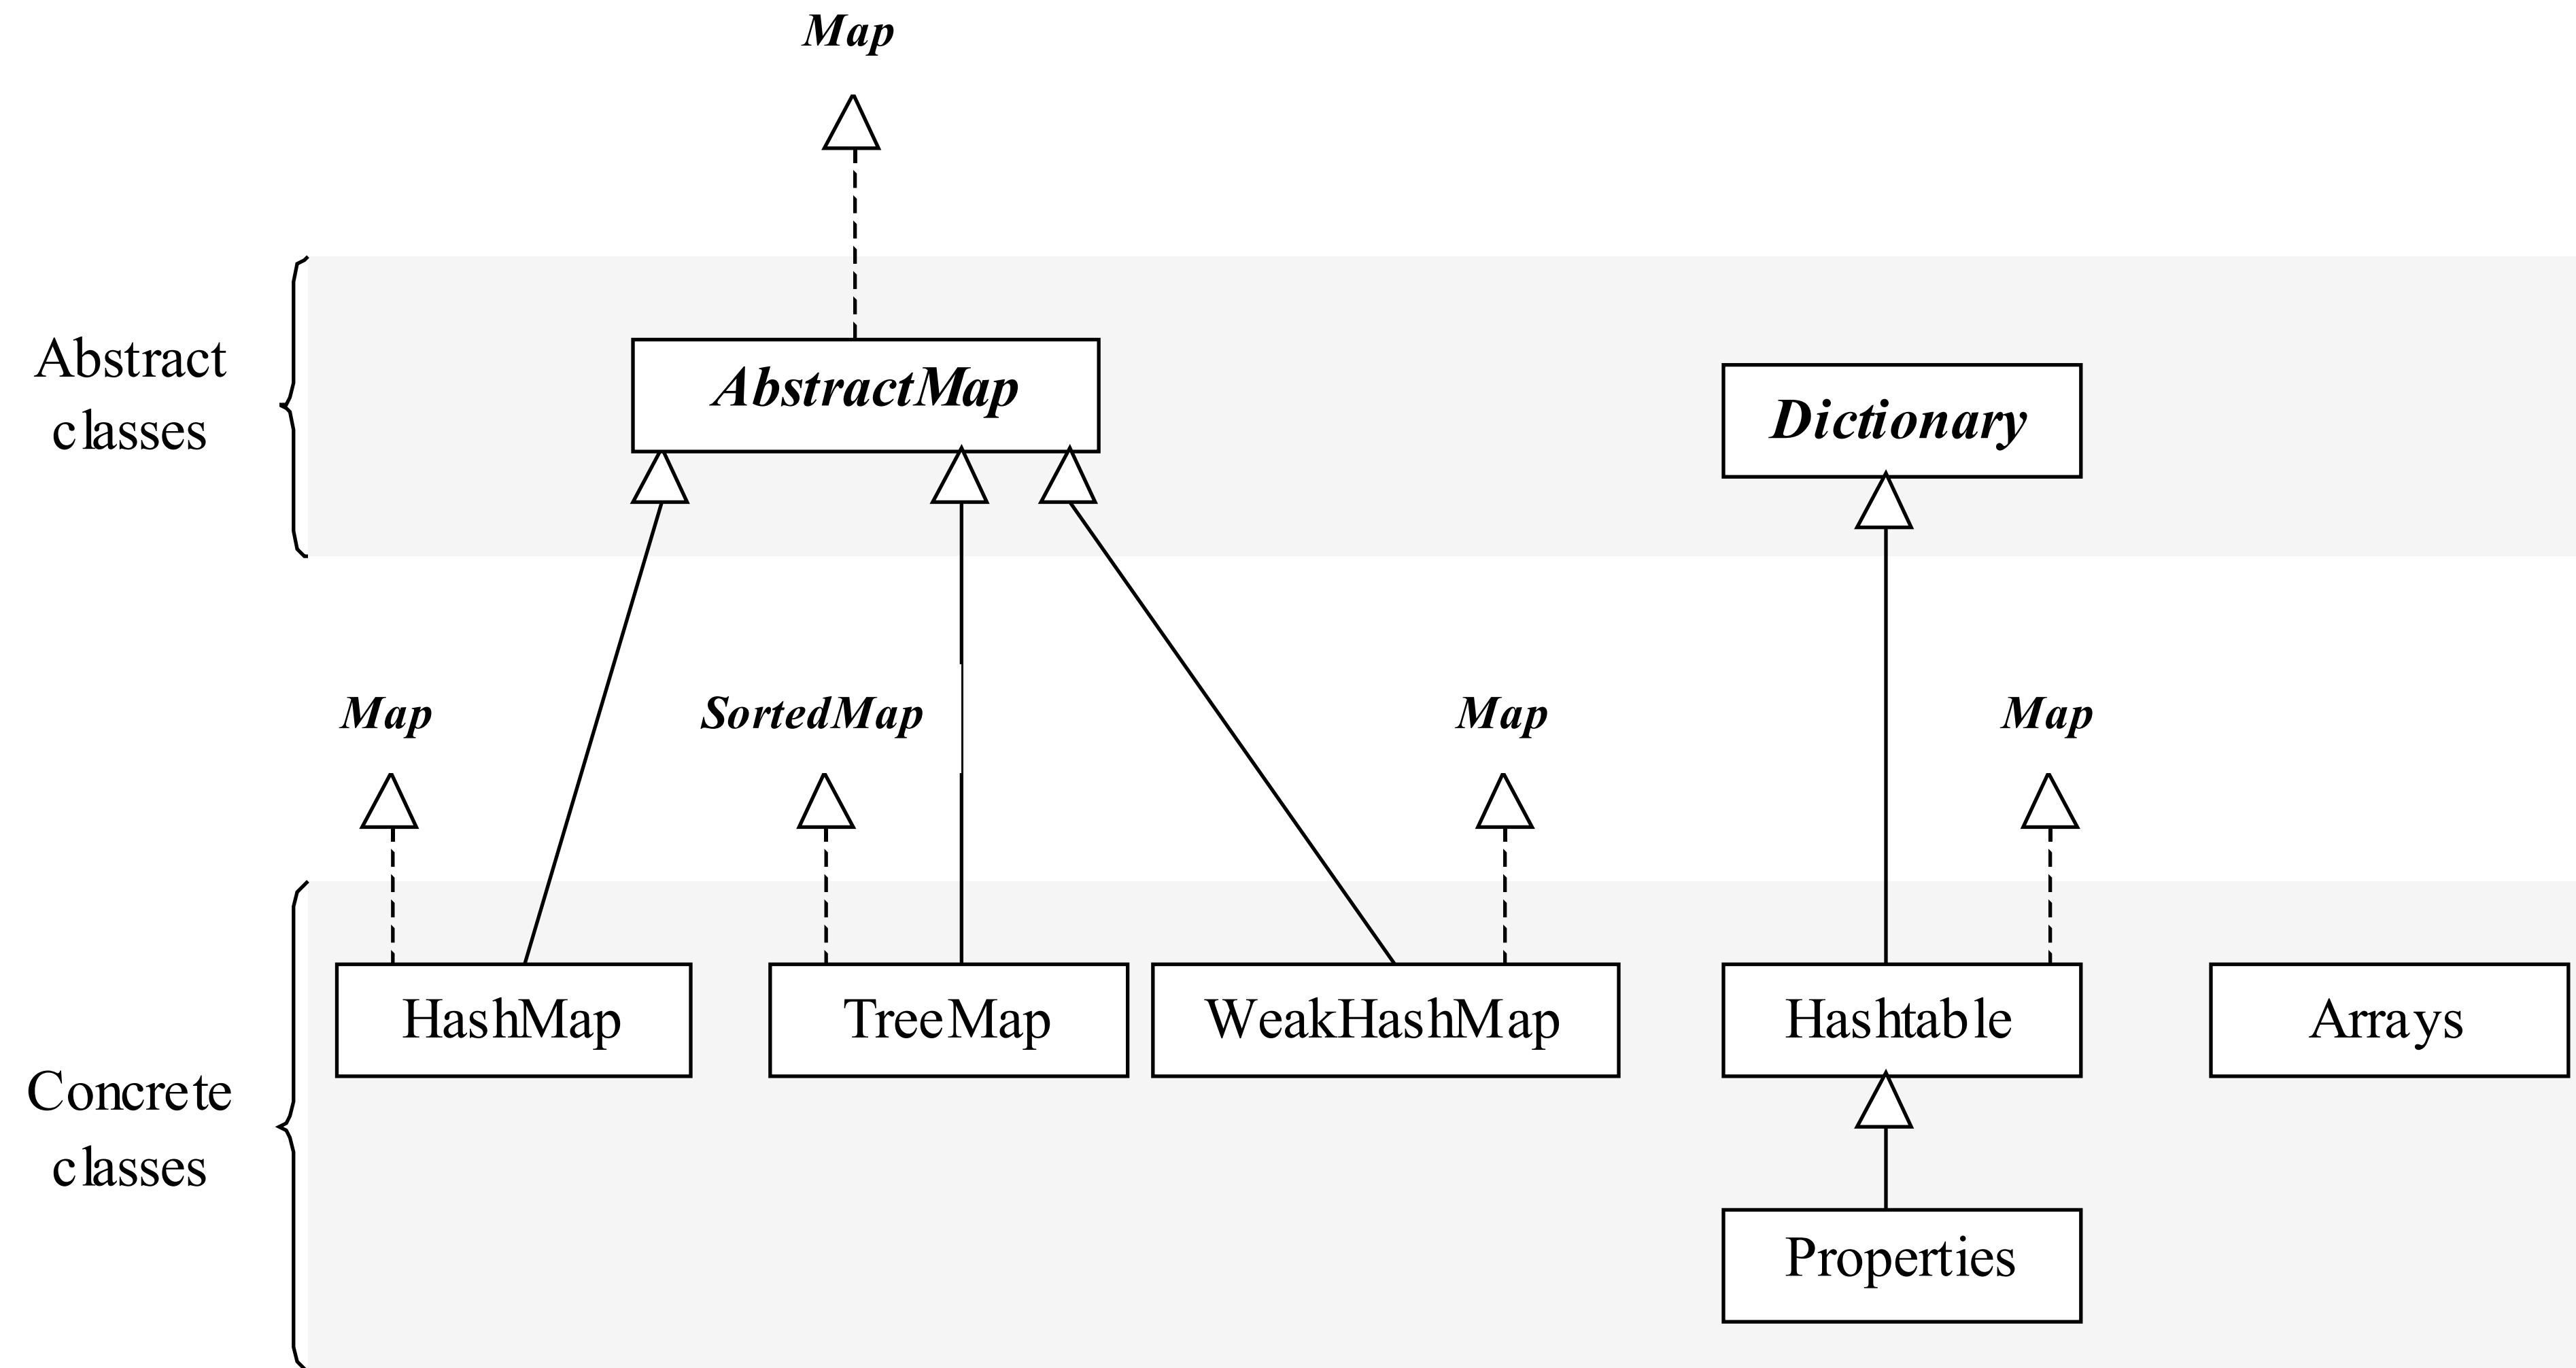 Map
Abstract
classes
AbstractMap
Dictionary
Map
SortedMap
Map
Map
Concrete
classes
HashMap
TreeMap
WeakHashMap
Hashtable
Arrays
Properties